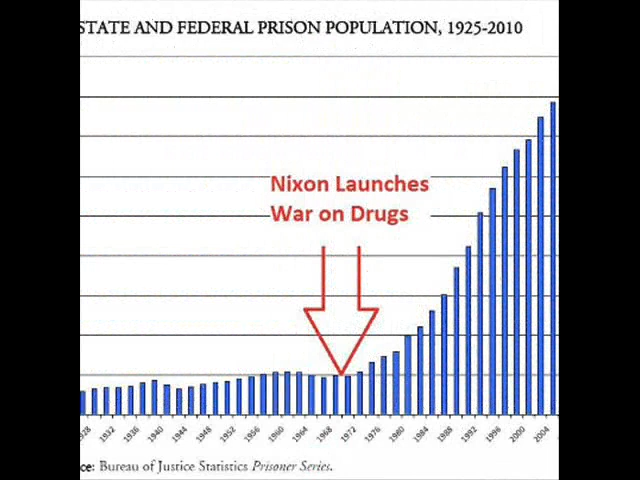 STATE AND FEDERAL PRISON POPULATION, 1925-2010
Nixon Launches
War on Drugs
1928 1932 1936 1940 1944 1948 1952 1956 1960 1964 1968 1972 1976 1980 1984 1988 1992 1996 2000 2004
ce: Bureau of Justice Statistics Prisoner Series.